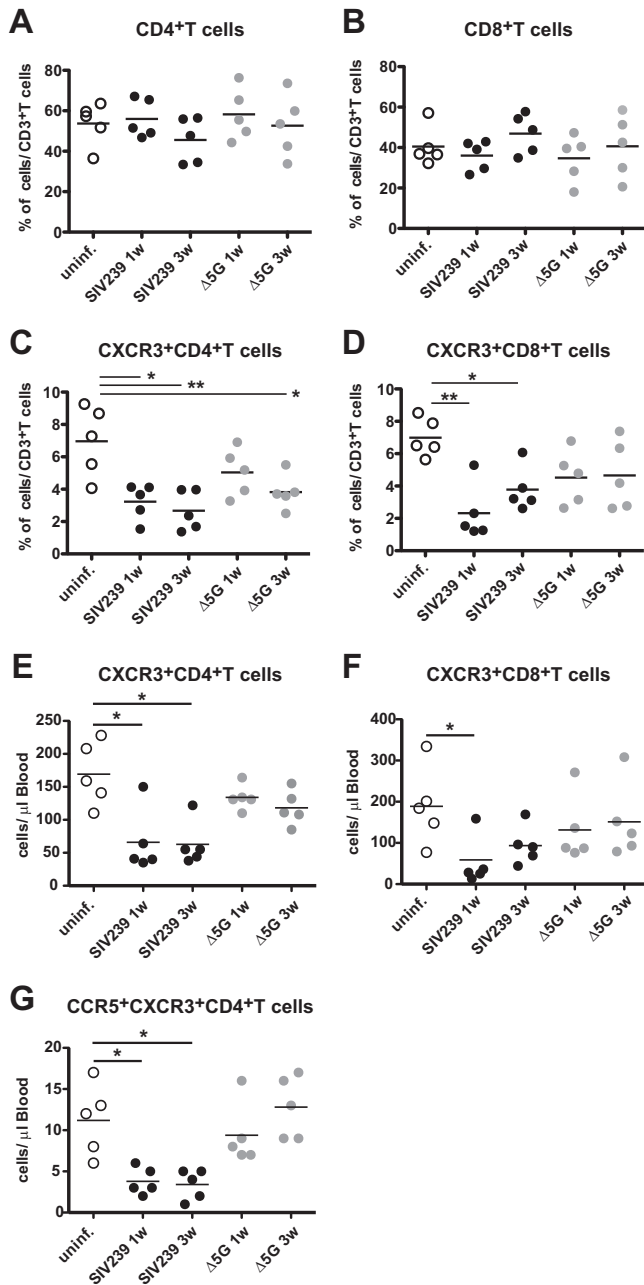 A
CD4+T cells
% of cells/ CD3+T cells
80
60
40
20
0
uninf.
SIV239 1w
SIV239 3w
Δ5G 1w
Δ5G 3w
B
CD8+T cells
% of cells/ CD3+T cells
80
60
40
20
0
uninf.
SIV239 1w
SIV239 3w
Δ5G 1w
Δ5G 3w
C
CXCR3+CD4+T cells
*
**
*
% of cells/ CD3+T cells
10
8
6
4
2
0
uninf.
SIV239 1w
SIV239 3w
Δ5G 1w
Δ5G 3w
D
CXCR3+CD8+T cells
*
**
% of cells/ CD3+T cells
10
8
6
4
2
0
uninf.
SIV239 1w
SIV239 3w
Δ5G 1w
Δ5G 3w
E
CXCR3+CD4+T cells
*
*
cells/ μl Blood
250
200
150
100
50
0
uninf.
SIV239 1w
SIV239 3w
Δ5G 1w
Δ5G 3w
F
CXCR3+CD8+T cells
*
cells/ μl Blood
400
300
200
100
0
uninf.
SIV239 1w
SIV239 3w
Δ5G 1w
Δ5G 3w
G
CCR5+CXCR3+CD4+T cells
*
*
cells/ μl Blood
20
15
10
5
0
uninf.
SIV239 1w
SIV239 3w
Δ5G 1w
Δ5G 3w